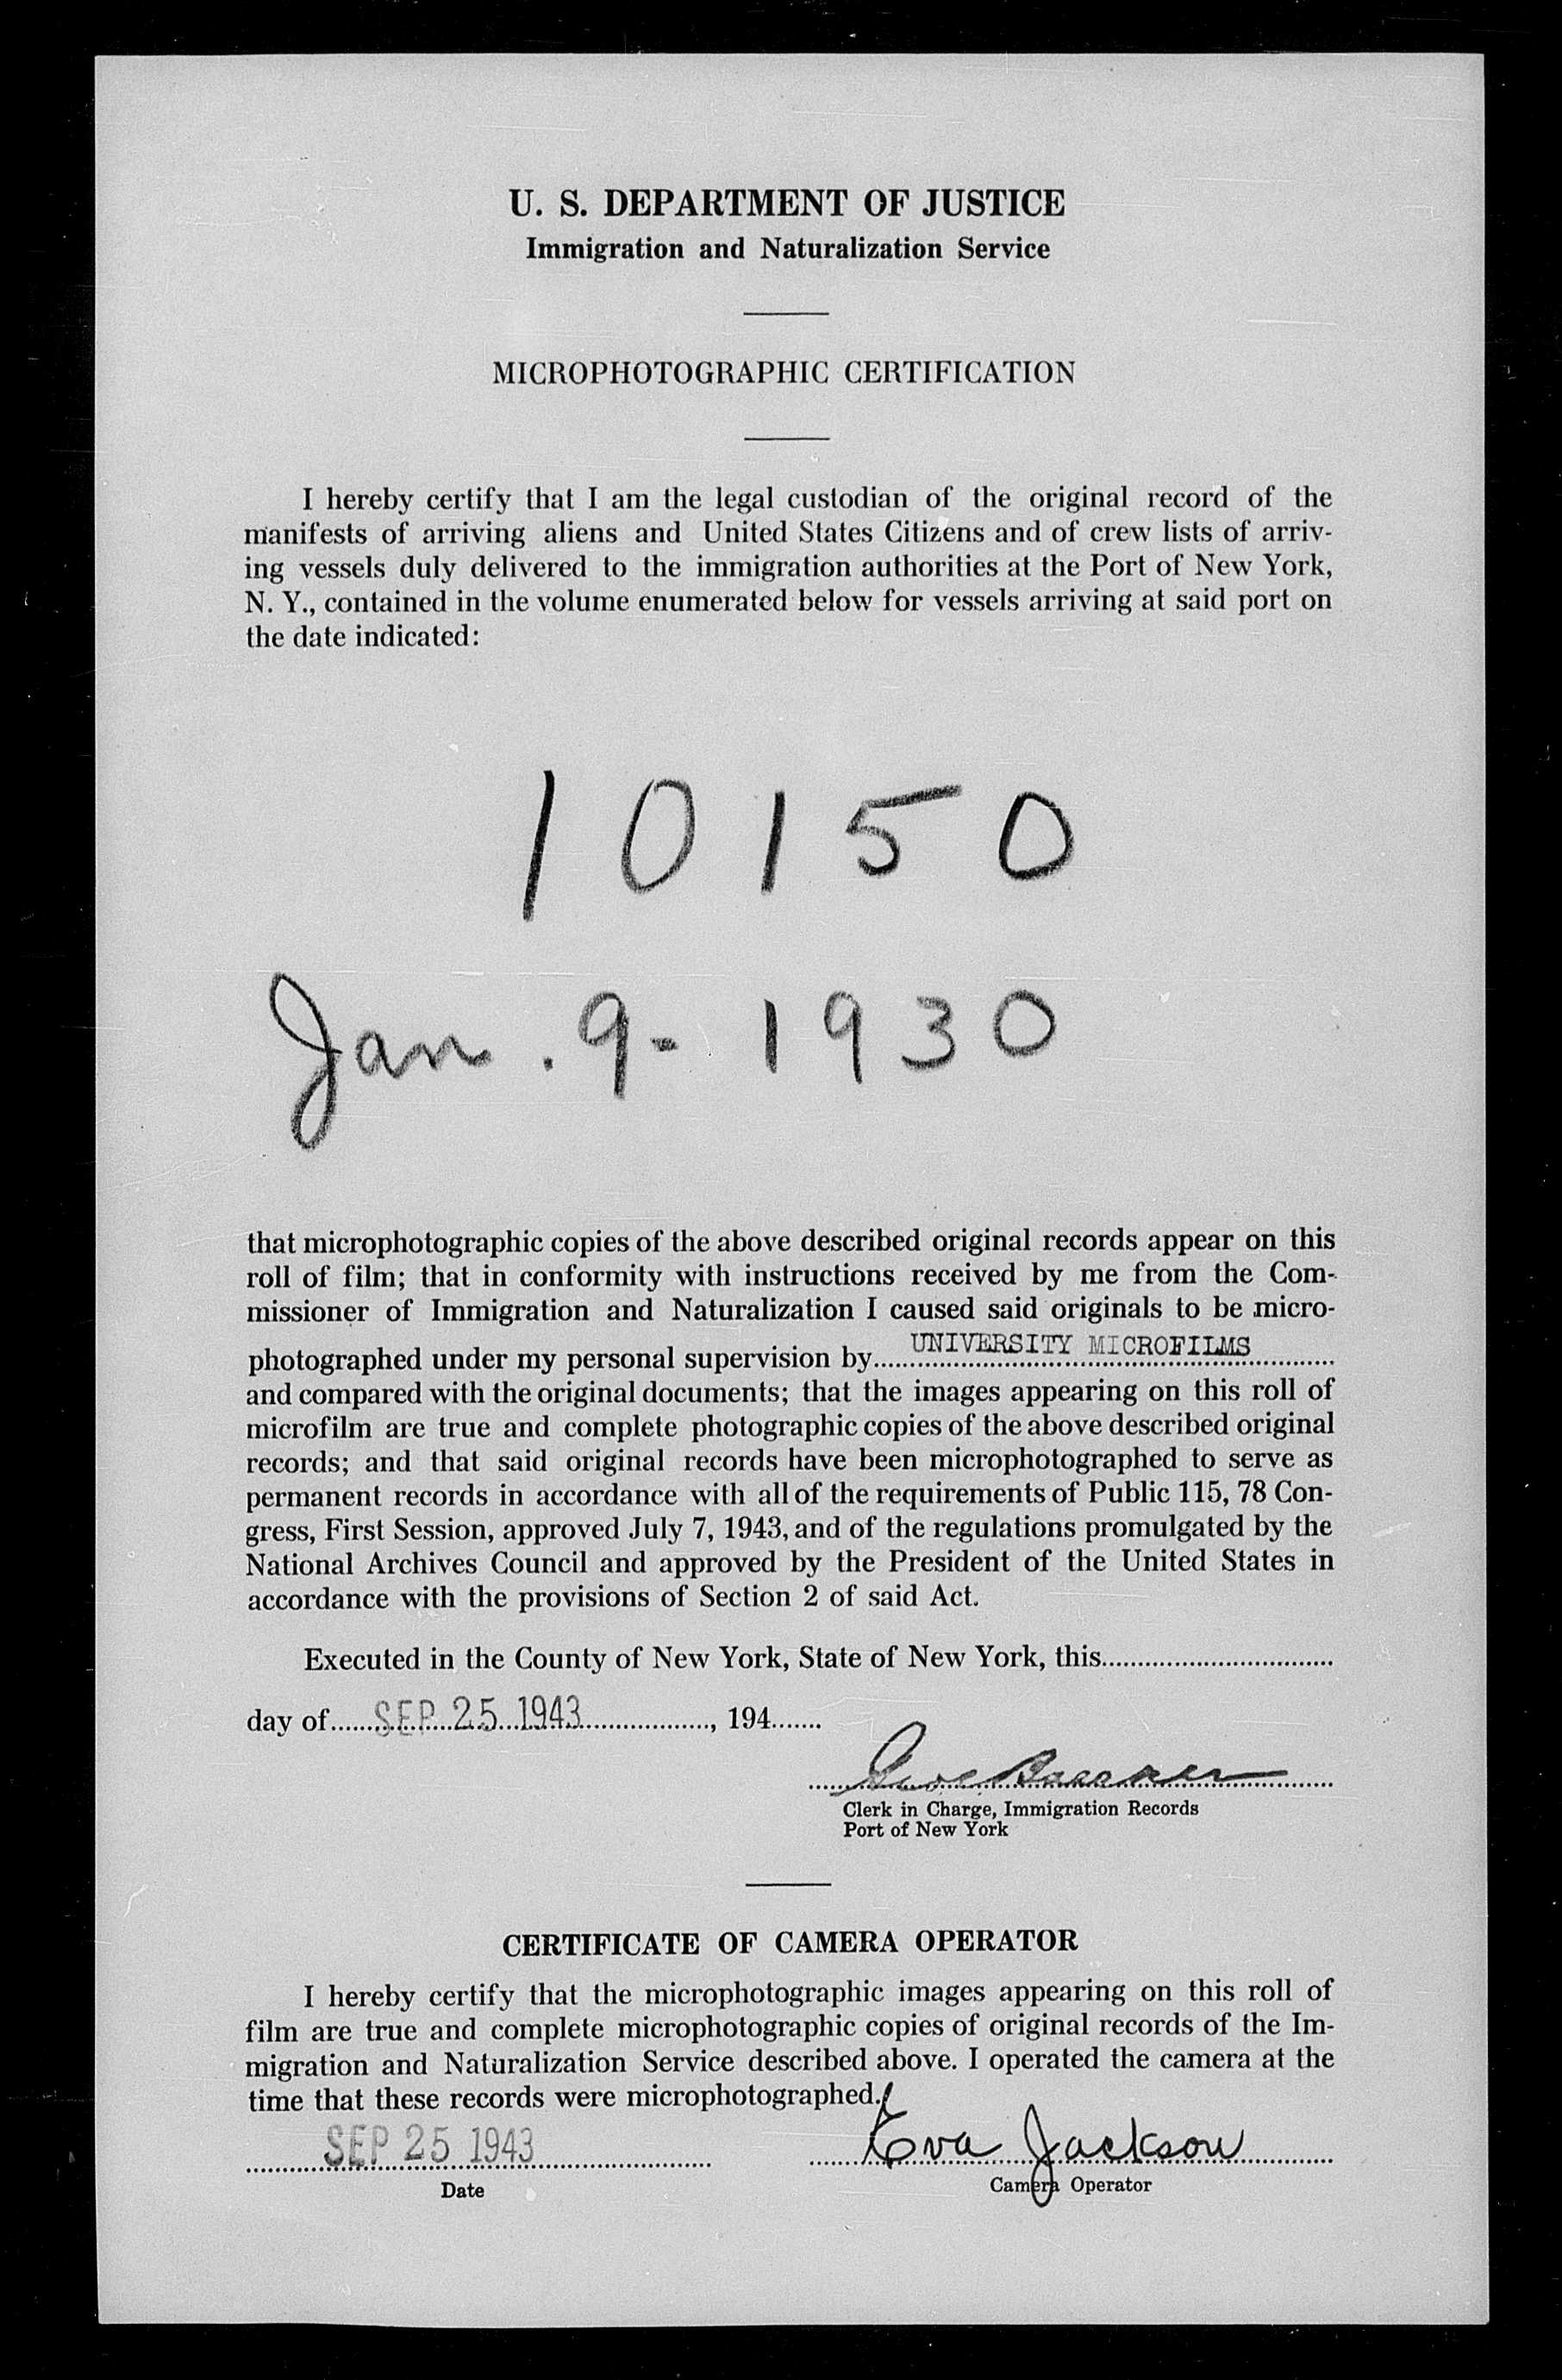 U. S. DEPARTMENT OF JUSTICE
Immigration and Naturalization Service
MICROPHOTOGRAPHIC CERTIFICATION
I hereby certify that I am the legal custodian of the original record of the
manifests of arriving aliens and United States Citizens and of crew lists of arriv-
ing vessels duly delivered to the immigration authorities at the Port of New York,
N. Y., contained in the volume enumerated below for vessels arriving at said port on
the date indicated:
10150
Jan. 9- 1930
that microphotographic copies of the above described original records appear on this
roll of film; that in conformity with instructions received by me from the Com-
missioner of Immigration and Naturalization I caused said originals to be micro-
photographed under my personal supervision by UNIVERSITY MICROFILMS
and compared with the original documents; that the images appearing on this roll of
microfilm are true and complete photographic copies of the above described original
records; and that said original records have been microphotographed to serve as
permanent records in accordance with all of the requirements of Public 115, 78 Con-
gress, First Session, approved July 7, 1943, and of the regulations promulgated by the
National Archives Council and approved by the President of the United States in
accordance with the provisions of Section 2 of said Act.
Executed in the County of New York, State of New York, this
day of SEP 25 1943, 194
Clerk in Charge, Immigration Records
Port of New York
CERTIFICATE OF CAMERA OPERATOR
I hereby certify that the microphotographic images appearing on this roll of
film are true and complete microphotographic copies of original records of the Im-
migration and Naturalization Service described above. I operated the camera at the
time that these records were microphotographed.
SEP 25 1943 Eva Jackson
Date Camera Operator